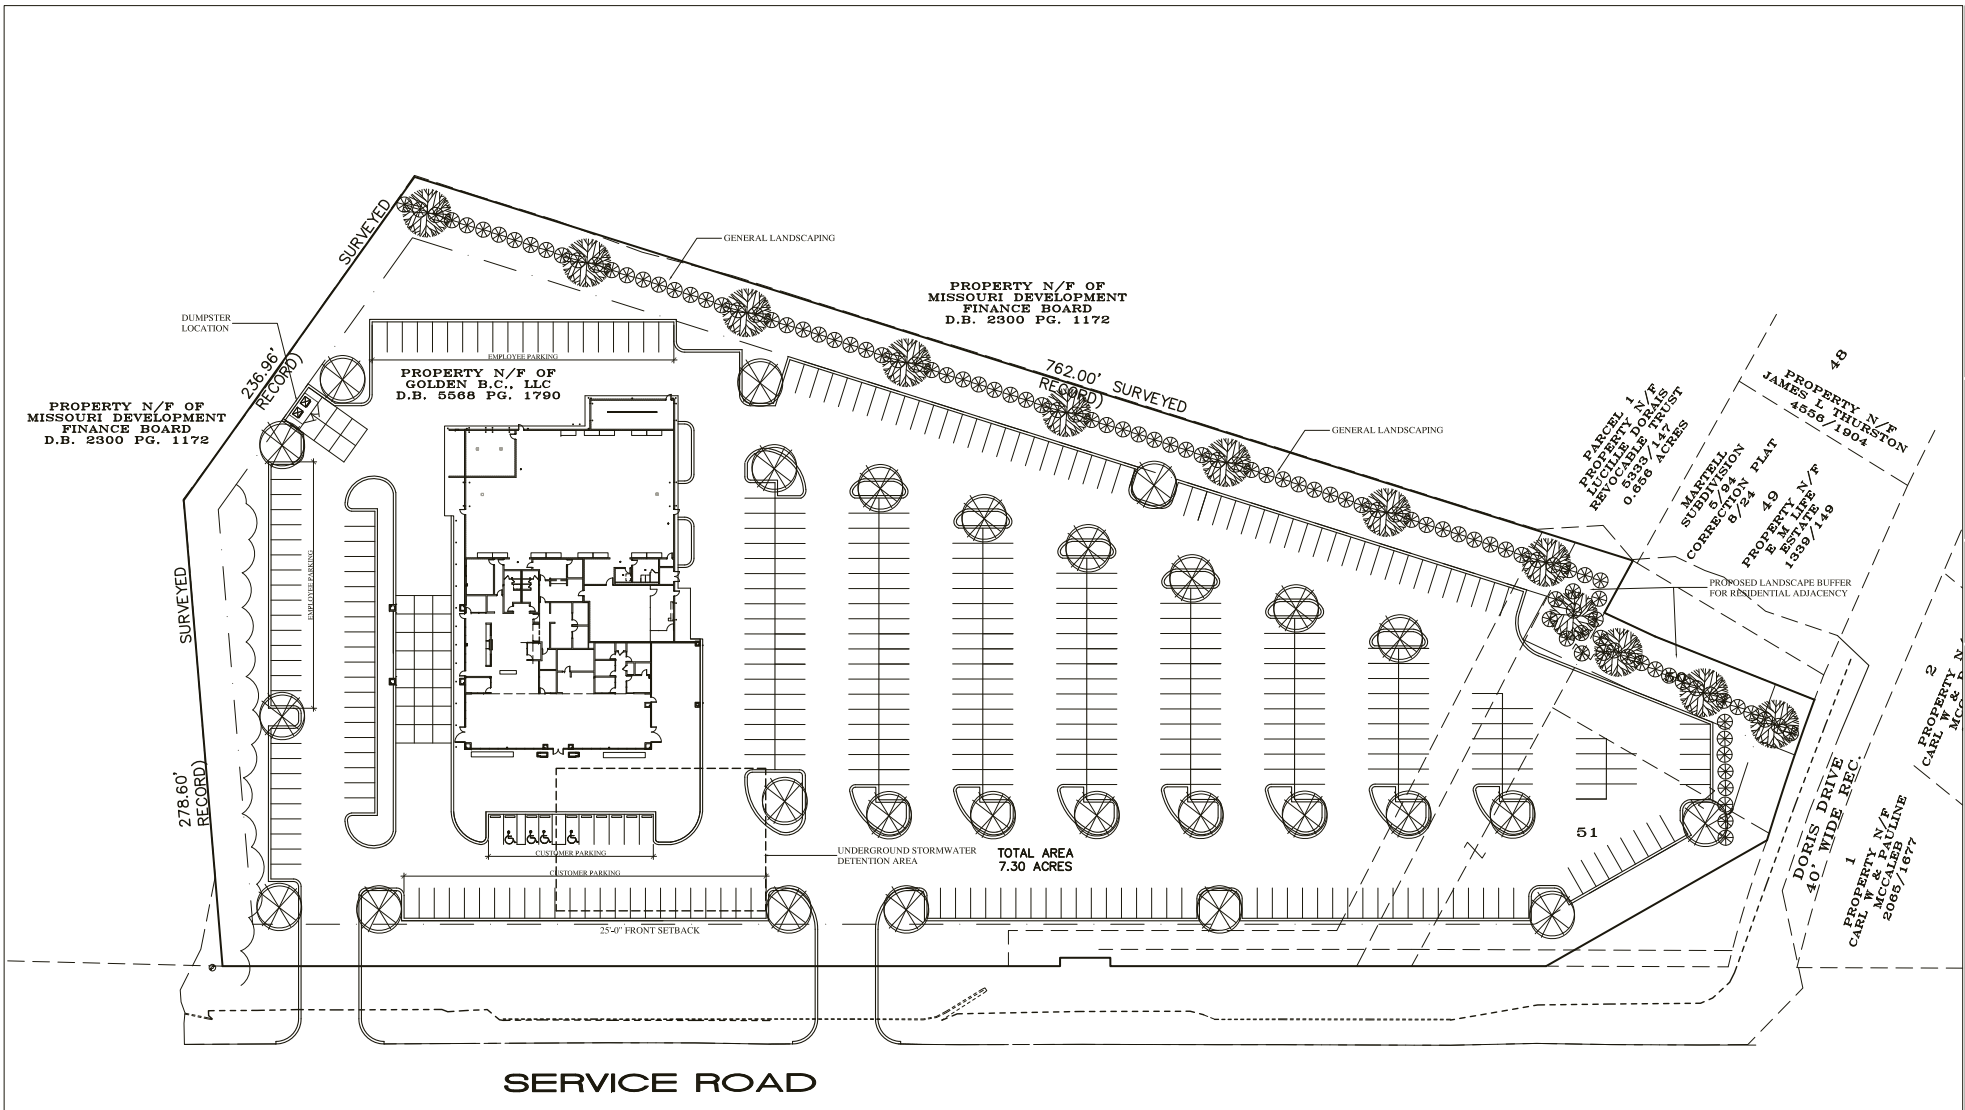 SURVEYED
GENERAL LANDSCAPING
PROPERTY N/F OF
MISSOURI DEVELOPMENT
FINANCE BOARD
D.B. 2300 PG. 1172
DUMPSTER
LOCATION
236.96'
RECORD)
EMPLOYEE PARKING
PROPERTY N/F OF
GOLDEN B.C., LLC
D.B. 5568 PG. 1790
PROPERTY N/F OF
MISSOURI DEVELOPMENT
FINANCE BOARD
D.B. 2300 PG. 1172
762.00' SURVEYED
RECORD)
GENERAL LANDSCAPING
48
PROPERTY N/F
JAMES L THURSTON
4556/1904
PARCEL 1
PROPERTY N/F
LUCILLE DORAIS
REVOCABLE TRUST
5333/147
0.656 ACRES
MARTELL
SUBDIVISION
5/94
CORRECTION PLAT
8/24
49
PROPERTY N/F
E M LIFE
ESTATE
1339/149
PROPOSED LANDSCAPE BUFFER
FOR RESIDENTIAL ADJACENCY
EMPLOYEE PARKING
SURVEYED
278.60'
RECORD)
50
2
PROPERTY N/
CARL W & P
MCC
CUSTOMER PARKING
CUSTOMER PARKING
UNDERGROUND STORMWATER
DETENTION AREA
TOTAL AREA
7.30 ACRES
51
Z
DORIS DRIVE
40' WIDE REC.
1
PROPERTY N/F
CARL W & PAULINE
MCCALEB
2065/1677
25'-0" FRONT SETBACK
SERVICE ROAD